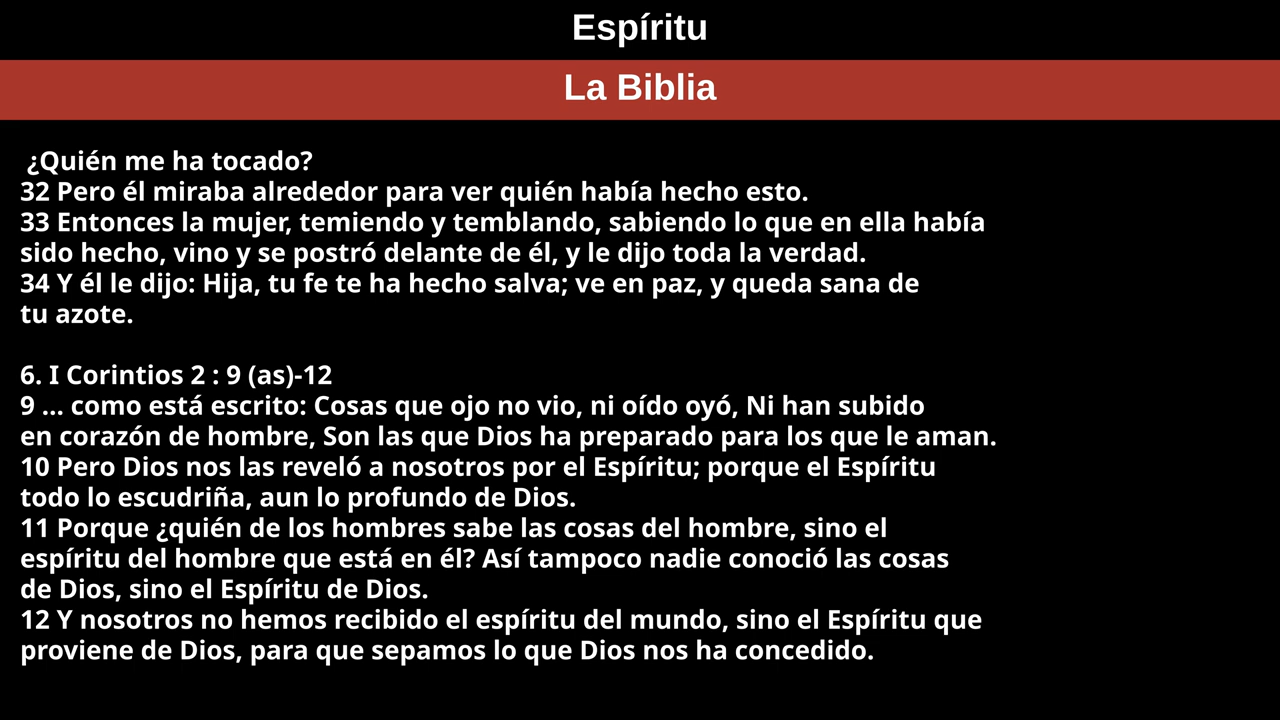 Espíritu
La Biblia
¿Quién me ha tocado?
32 Pero él miraba alrededor para ver quién había hecho esto.
33 Entonces la mujer, temiendo y temblando, sabiendo lo que en ella había
sido hecho, vino y se postró delante de él, y le dijo toda la verdad.
34 Y él le dijo: Hija, tu fe te ha hecho salva; ve en paz, y queda sana de
tu azote.
6. I Corintios 2 : 9 (as)-12
9 ... como está escrito: Cosas que ojo no vio, ni oído oyó, Ni han subido
en corazón de hombre, Son las que Dios ha preparado para los que le aman.
10 Pero Dios nos las reveló a nosotros por el Espíritu; porque el Espíritu
todo lo escudriña, aun lo profundo de Dios.
11 Porque ¿quién de los hombres sabe las cosas del hombre, sino el
espíritu del hombre que está en él? Así tampoco nadie conoció las cosas
de Dios, sino el Espíritu de Dios.
12 Y nosotros no hemos recibido el espíritu del mundo, sino el Espíritu que
proviene de Dios, para que sepamos lo que Dios nos ha concedido.